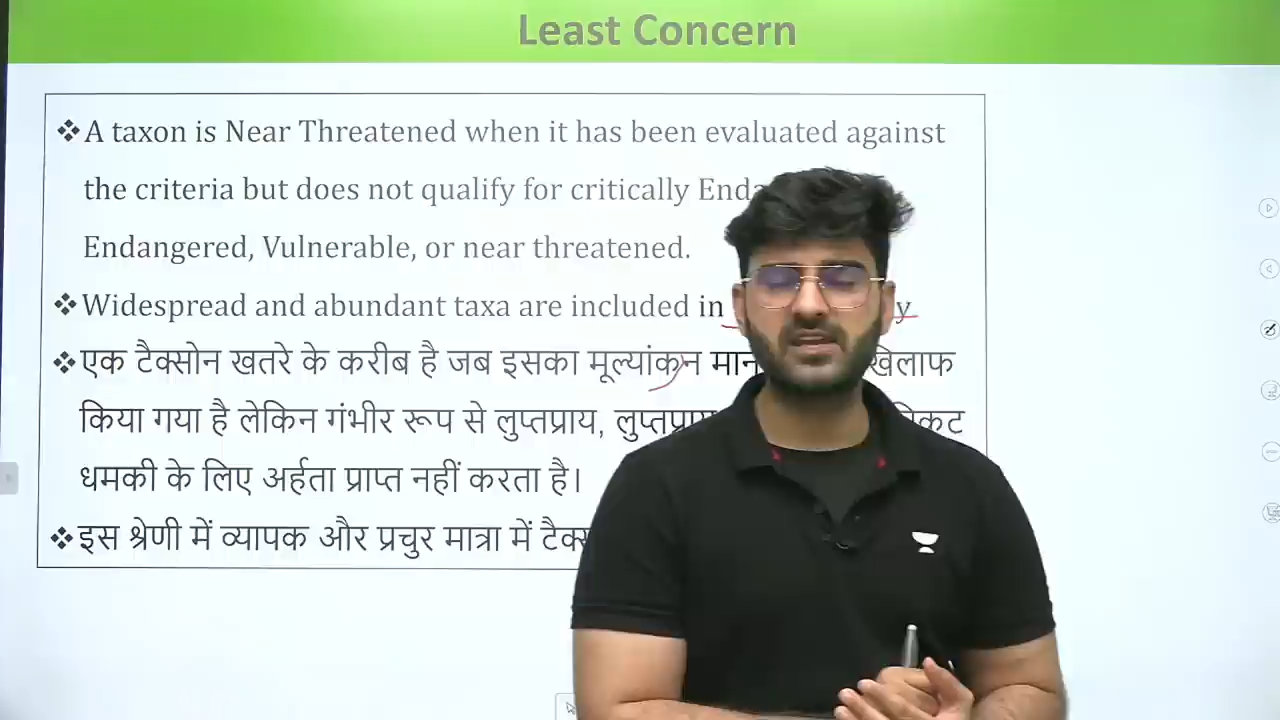 Least Concern
❖ A taxon is Near Threatened when it has been evaluated against
the criteria but does not qualify for critically
Endangered, Vulnerable, or near threatened.
❖ Widespread and abundant taxa are included in
❖ एक टैक्सोन खतरे के करीब है जब इसका मूल्यांकन खिलाफ
किया गया है लेकिन गंभीर रूप से लुप्तप्राय,
धमकी के लिए अर्हता प्राप्त नहीं करता है।
❖ इस श्रेणी में व्यापक और प्रचुर मात्रा में